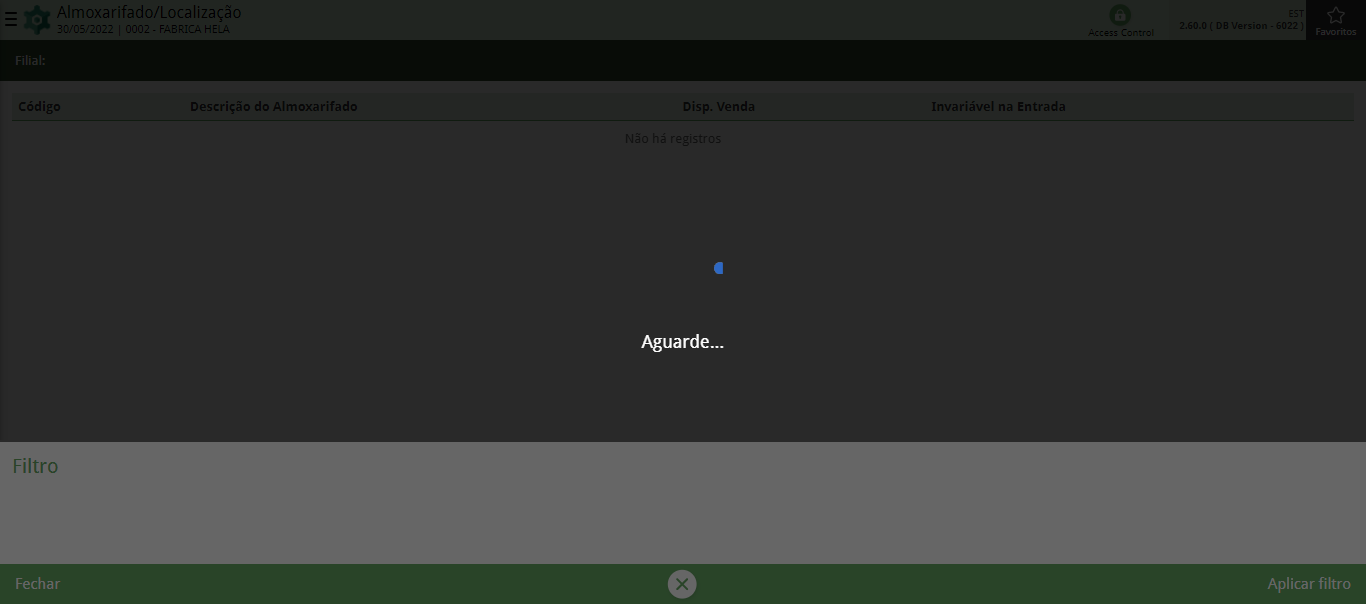 Almoxarifado/Localização
30/05/2022 | 0002 - FABRICA HELA
Access Control
EST
2.60.0 ( DB Version - 6022 )
Favoritos
Filial:
Código Descrição do Almoxarifado Disp. Venda Invariável na Entrada
Não há registros
Aguarde...
Filtro
Fechar Aplicar filtro